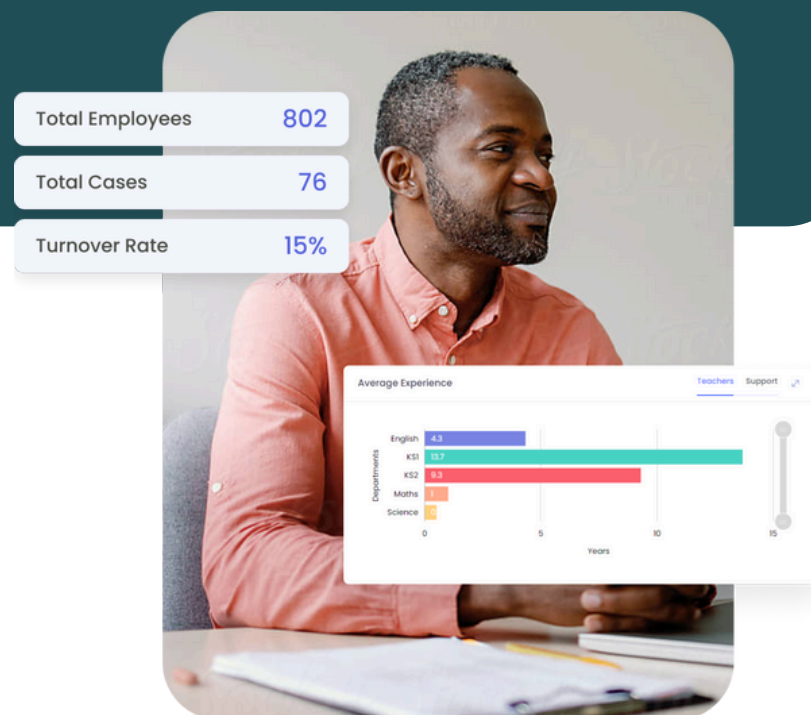 Total Employees 802
Total Cases 76
Turnover Rate 15%
Average Experience Teachers Support
Departments
English 4.3
KS1 13.7
KS2 9.3
Maths 1
Science 0
0 5 10 15
Years